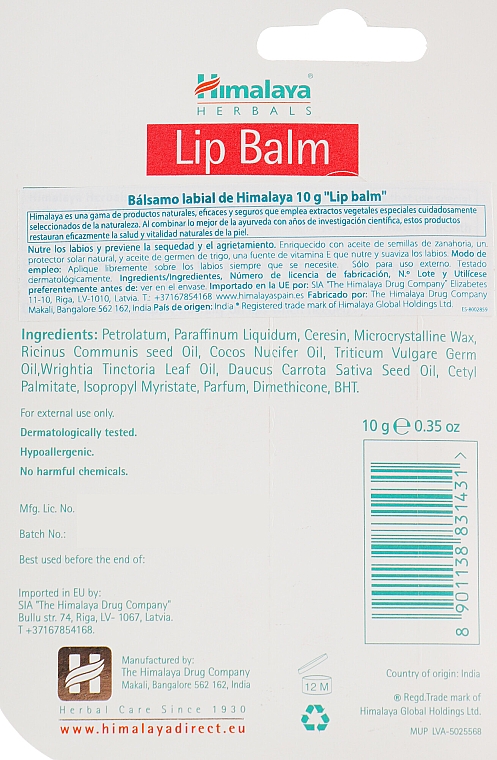 Himalaya®
HERBALS
Lip Balm
Bálsamo labial de Himalaya 10 g "Lip balm"
Himalaya es una gama de productos naturales, eficaces y seguros que emplea extractos vegetales especiales cuidadosamente
seleccionados de la naturaleza. Al combinar lo mejor de la ayurveda con años de investigación científica, estos productos
restauran eficazmente la salud y vitalidad naturales de la piel.
Nutre los labios y previene la sequedad y el agrietamiento. Enriquecido con aceite de semillas de zanahoria, un
protector solar natural, y aceite de germen de trigo, una fuente de vitamina E que nutre y suaviza los labios. Modo de
empleo: Aplique libremente sobre los labios siempre que se necesite. Sólo para uso externo. Testado
dermatológicamente. Ingredientes/Ingredients, Número de licencia de fabricación, N.º Lote y Utilícese
preferentemente antes de: ver en el envase. Importado en la UE por: SIA "The Himalaya Drug Company" Elizabetes
11-10, Riga, LV-1010, Latvia. T.: +37167854168 www.himalayaspain.es Fabricado por: The Himalaya Drug Company
Makali, Bangalore 562 162, India País de origen: India ® Registered trade mark of Himalaya Global Holdings Ltd.
ES-8002859
Ingredients: Petrolatum, Paraffinum Liquidum, Ceresin, Microcrystalline Wax,
Ricinus Communis seed Oil, Cocos Nucifer Oil, Triticum Vulgare Germ
Oil,Wrightia Tinctoria Leaf Oil, Daucus Carrota Sativa Seed Oil, Cetyl
Palmitate, Isopropyl Myristate, Parfum, Dimethicone, BHT.
For external use only.
Dermatologically tested.
Hypoallergenic.
No harmful chemicals.
10 g ℮ 0.35 oz
8 901138 831431 >
Mfg. Lic. No.
Batch No.:
Best used before the end of:
Imported in EU by:
SIA "The Himalaya Drug Company"
Bullu str. 74, Riga, LV- 1067, Latvia.
T +37167854168.
Manufactured by:
The Himalaya Drug Company
Makali, Bangalore 562 162, India
Herbal Care Since 1930
www.himalayadirect.eu
12 M
Country of origin: India
® Regd.Trade mark of
Himalaya Global Holdings Ltd.
MUP LVA-5025568